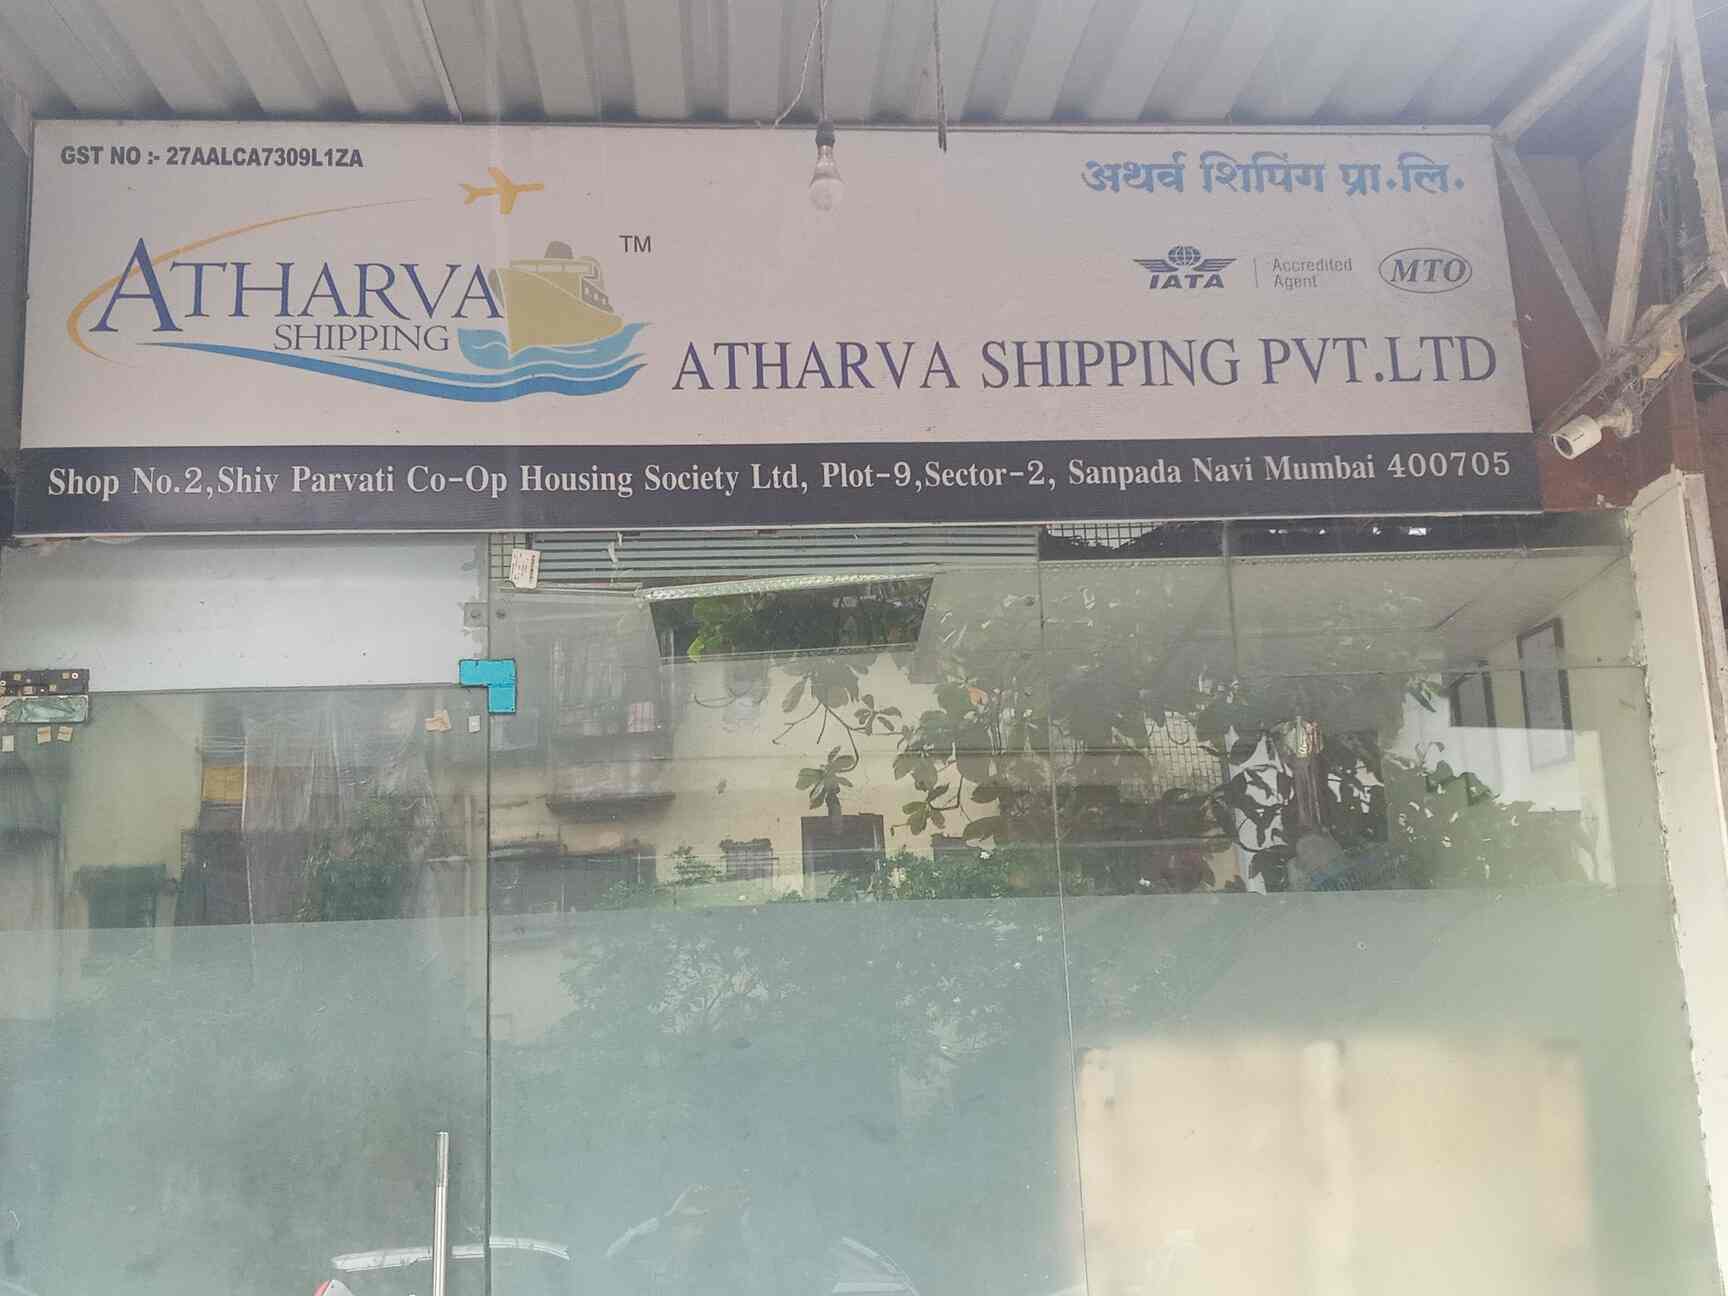 GST NO :- 27AALCA7309L1ZA
अथर्व शिपिंग प्रा.लि.
ATHARVA
SHIPPING
TM
IATA
Accredited
Agent
MTO
ATHARVA SHIPPING PVT.LTD
Shop No.2,Shiv Parvati Co-Op Housing Society Ltd, Plot-9,Sector-2, Sanpada Navi Mumbai 400705